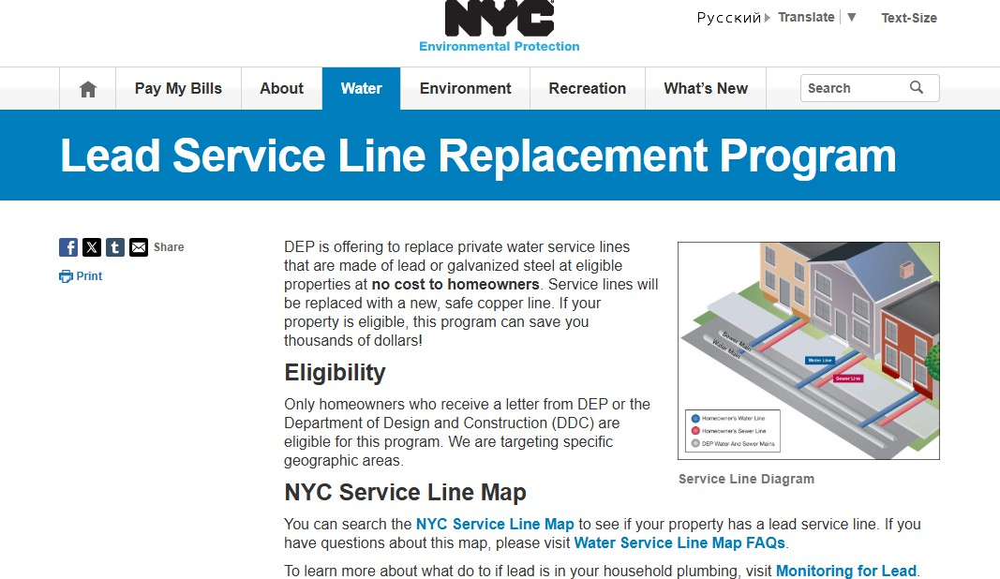 NYC
Environmental Protection
Русский Translate ▼ Text-Size
Pay My Bills About Water Environment Recreation What's New Search
Lead Service Line Replacement Program
Share
Print
DEP is offering to replace private water service lines
that are made of lead or galvanized steel at eligible
properties at no cost to homeowners. Service lines will
be replaced with a new, safe copper line. If your
property is eligible, this program can save you
thousands of dollars!
Eligibility
Only homeowners who receive a letter from DEP or the
Department of Design and Construction (DDC) are
eligible for this program. We are targeting specific
geographic areas.
Sewer Main
Water Main
Water Line
Sewer Line
Homeowner's Water Line
Homeowner's Sewer Line
DEP Water And Sewer Mains
Service Line Diagram
NYC Service Line Map
You can search the NYC Service Line Map to see if your property has a lead service line. If you
have questions about this map, please visit Water Service Line Map FAQs.
To learn more about what do to if lead is in your household plumbing, visit Monitoring for Lead.